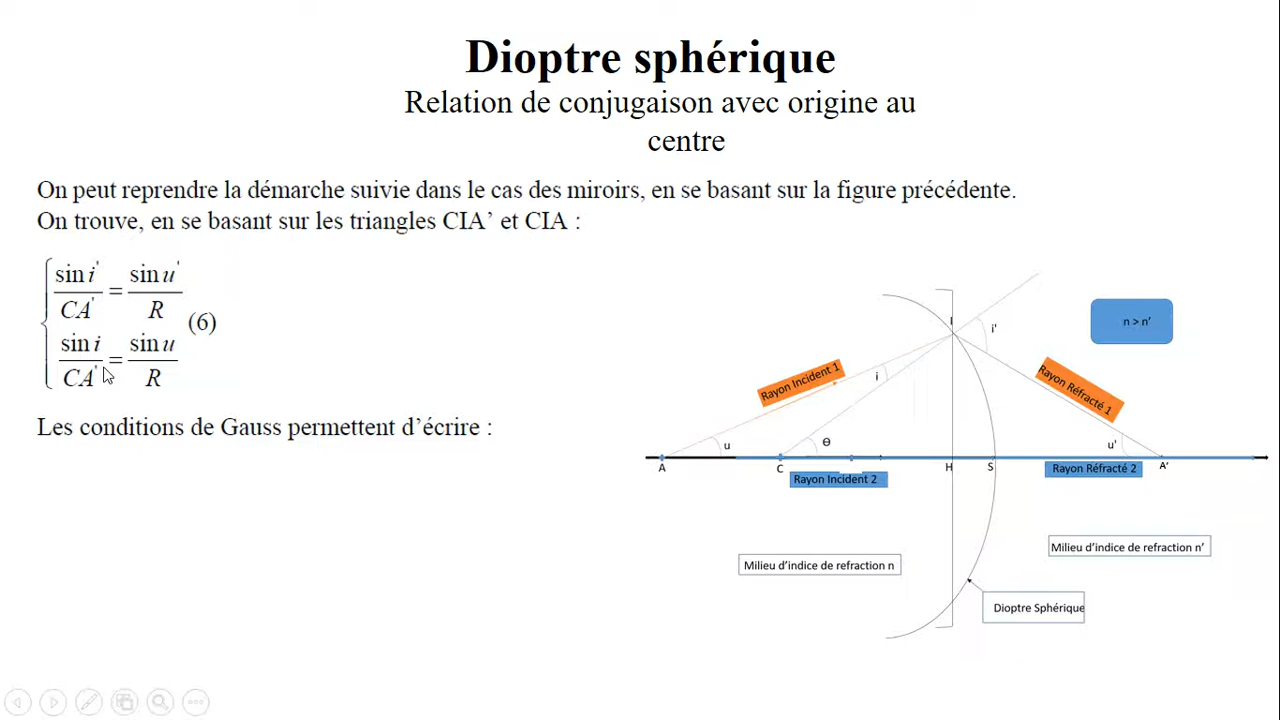 Dioptre sphérique
Relation de conjugaison avec origine au
centre
On peut reprendre la démarche suivie dans le cas des miroirs, en se basant sur la figure précédente.
On trouve, en se basant sur les triangles CIA’ et CIA :
sin i' / CA' = sin u' / R
(6)
sin i / CA' = sin u / R
Les conditions de Gauss permettent d’écrire :
I
i'
n > n’
Rayon Incident 1
i
Rayon Réfracté 1
u
Ө
u'
A
C
H
S
A’
Rayon Incident 2
Rayon Réfracté 2
Milieu d’indice de refraction n’
Milieu d’indice de refraction n
Dioptre Sphérique